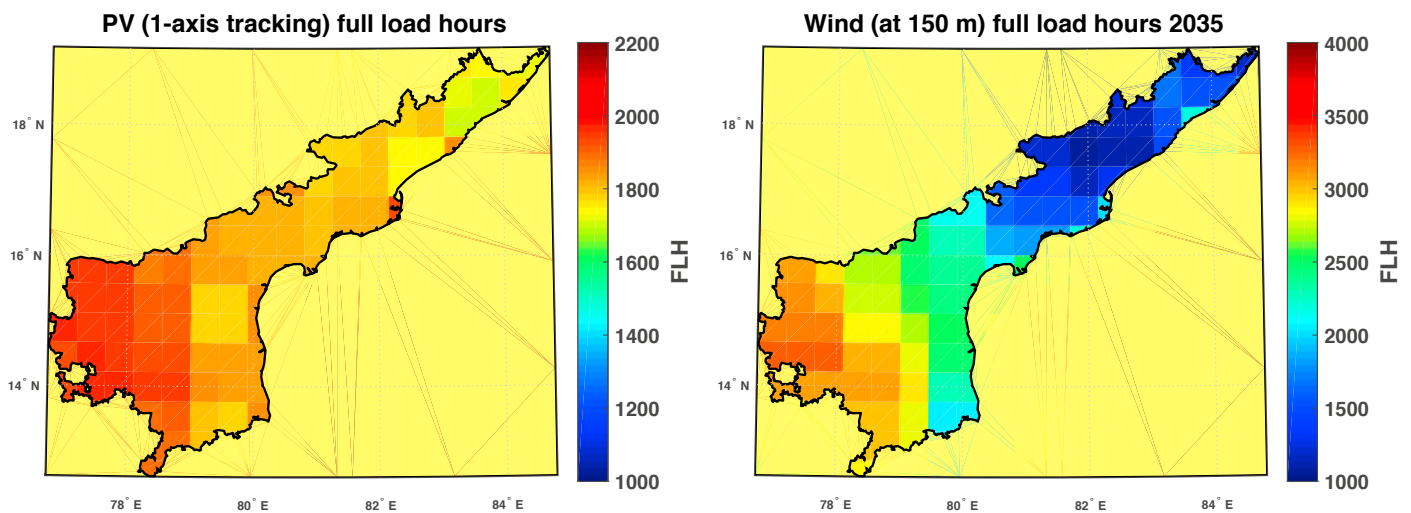 PV (1-axis tracking) full load hours
2200
2000
1800
1600
1400
1200
1000
FLH
18° N
16° N
14° N
78° E
80° E
82° E
84° E
Wind (at 150 m) full load hours 2035
4000
3500
3000
2500
2000
1500
1000
FLH
18° N
16° N
14° N
78° E
80° E
82° E
84° E